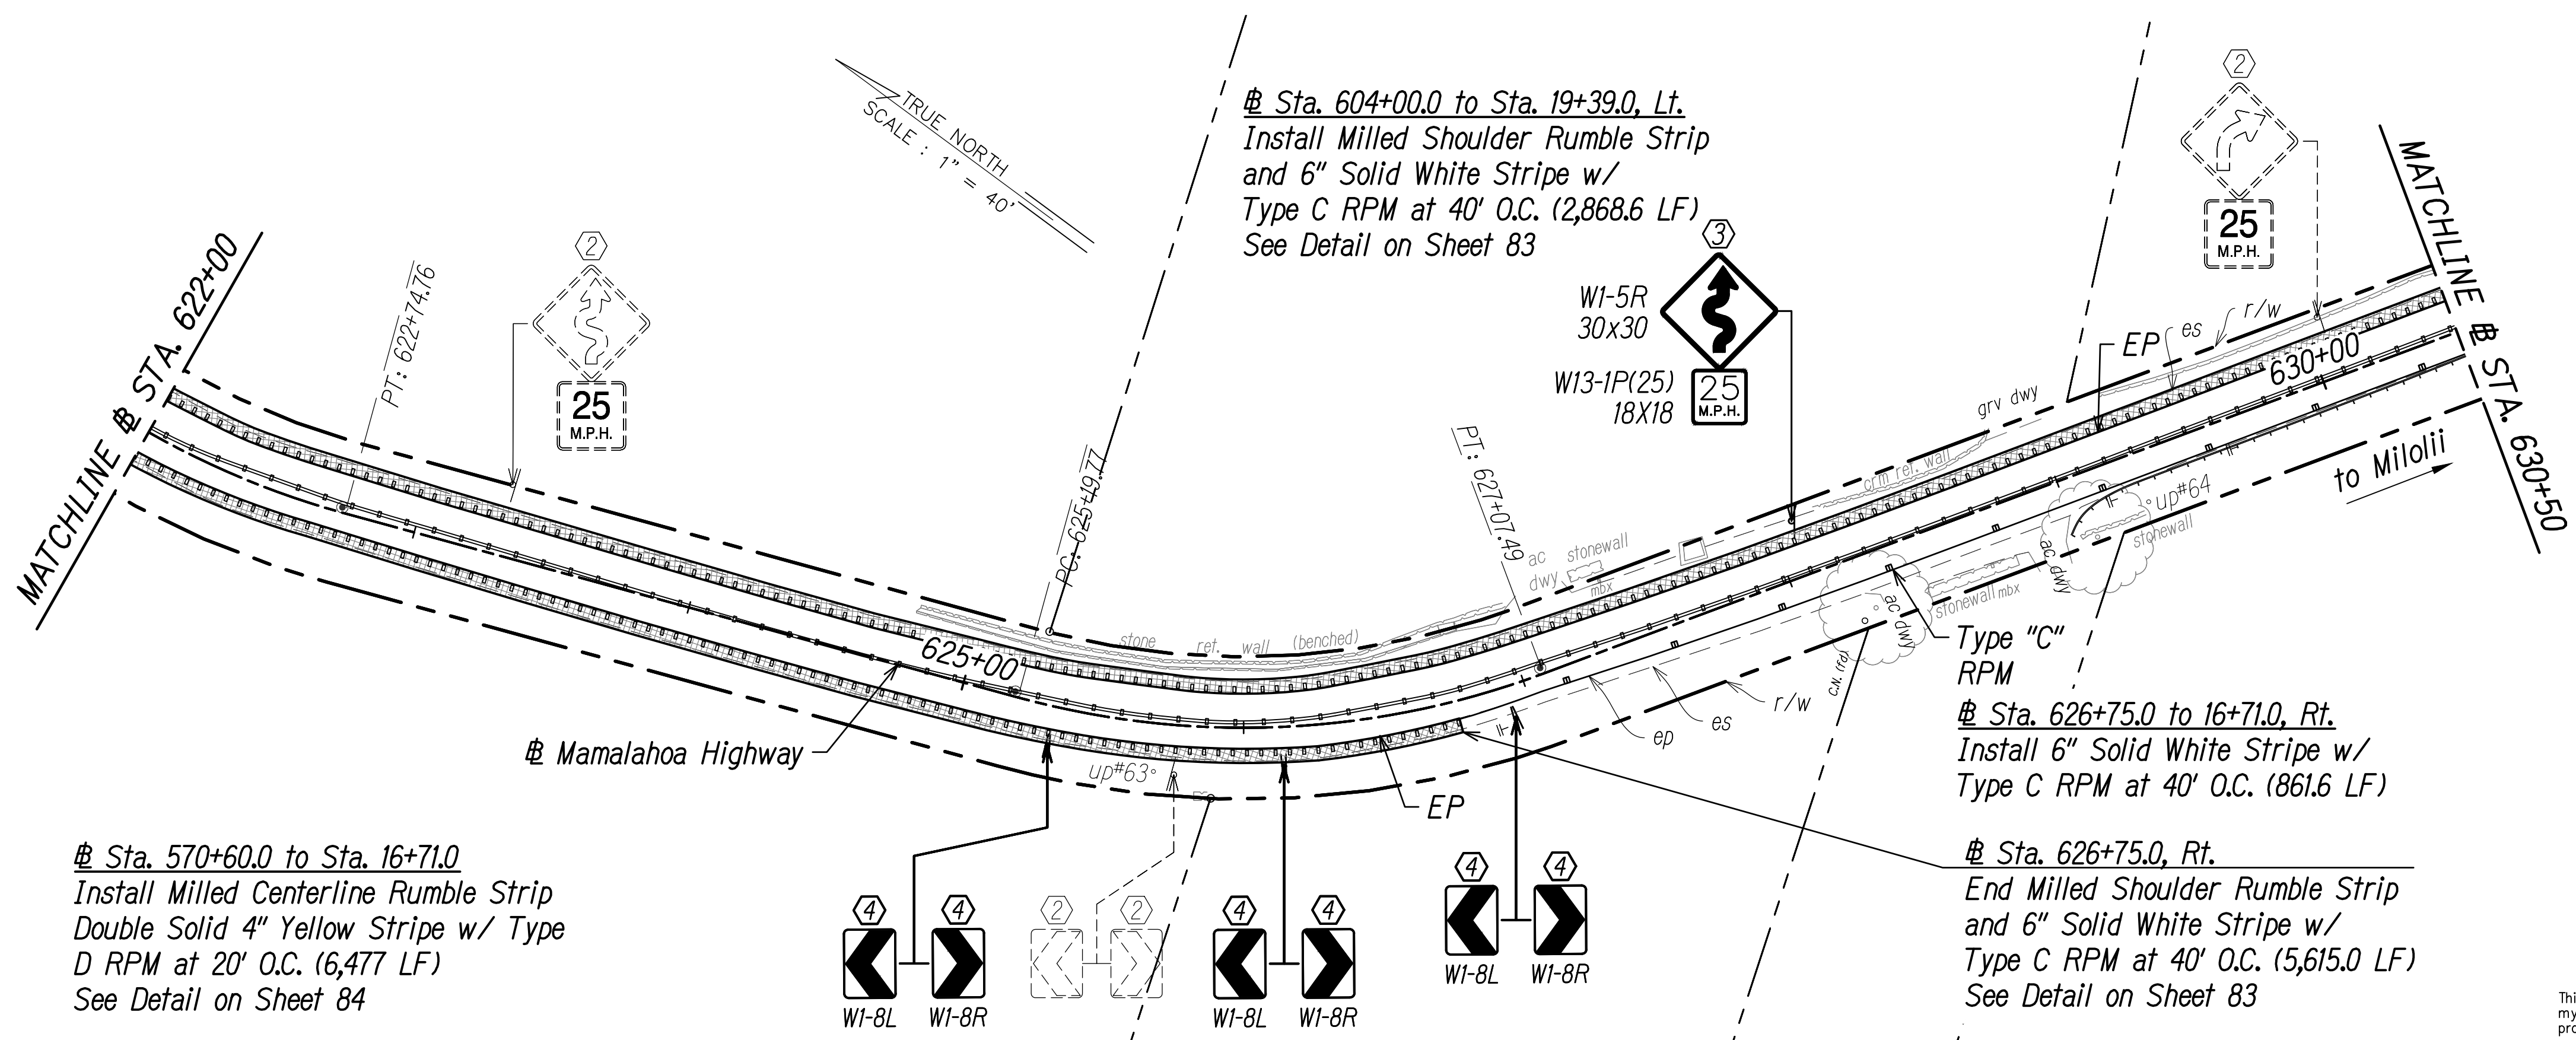 TRUE NORTH
SCALE : 1" = 40'
℄ Sta. 604+00.0 to Sta. 19+39.0, Lt.
Install Milled Shoulder Rumble Strip
and 6" Solid White Stripe w/
Type C RPM at 40' O.C. (2,868.6 LF)
See Detail on Sheet 83
2
25
M.P.H.
MATCHLINE ℄ STA. 622+00
PT: 622+74.76
2
25
M.P.H.
3
W1-5R
30x30
W13-1P(25)
18X18
25
M.P.H.
MATCHLINE ℄ STA. 630+50
r/w
es
EP
630+00
grv dwy
to Milolii
PC: 625+19.77
PT: 627+07.49
crm ret. wall
ac
dwy
stonewall
mbx
up#64
stonewall
ac dwy
stonewall
mbx
ac dwy
C.N. (fd)
stone ret. wall (benched)
625+00
Type "C"
RPM
r/w
es
ep
℄ Mamalahoa Highway
up#63
EP
℄ Sta. 626+75.0 to 16+71.0, Rt.
Install 6" Solid White Stripe w/
Type C RPM at 40' O.C. (861.6 LF)
℄ Sta. 626+75.0, Rt.
End Milled Shoulder Rumble Strip
and 6" Solid White Stripe w/
Type C RPM at 40' O.C. (5,615.0 LF)
See Detail on Sheet 83
℄ Sta. 570+60.0 to Sta. 16+71.0
Install Milled Centerline Rumble Strip
Double Solid 4" Yellow Stripe w/ Type
D RPM at 20' O.C. (6,477 LF)
See Detail on Sheet 84
4 4
W1-8L W1-8R
2 2
4 4
W1-8L W1-8R
4 4
W1-8L W1-8R
Thi
my
pro